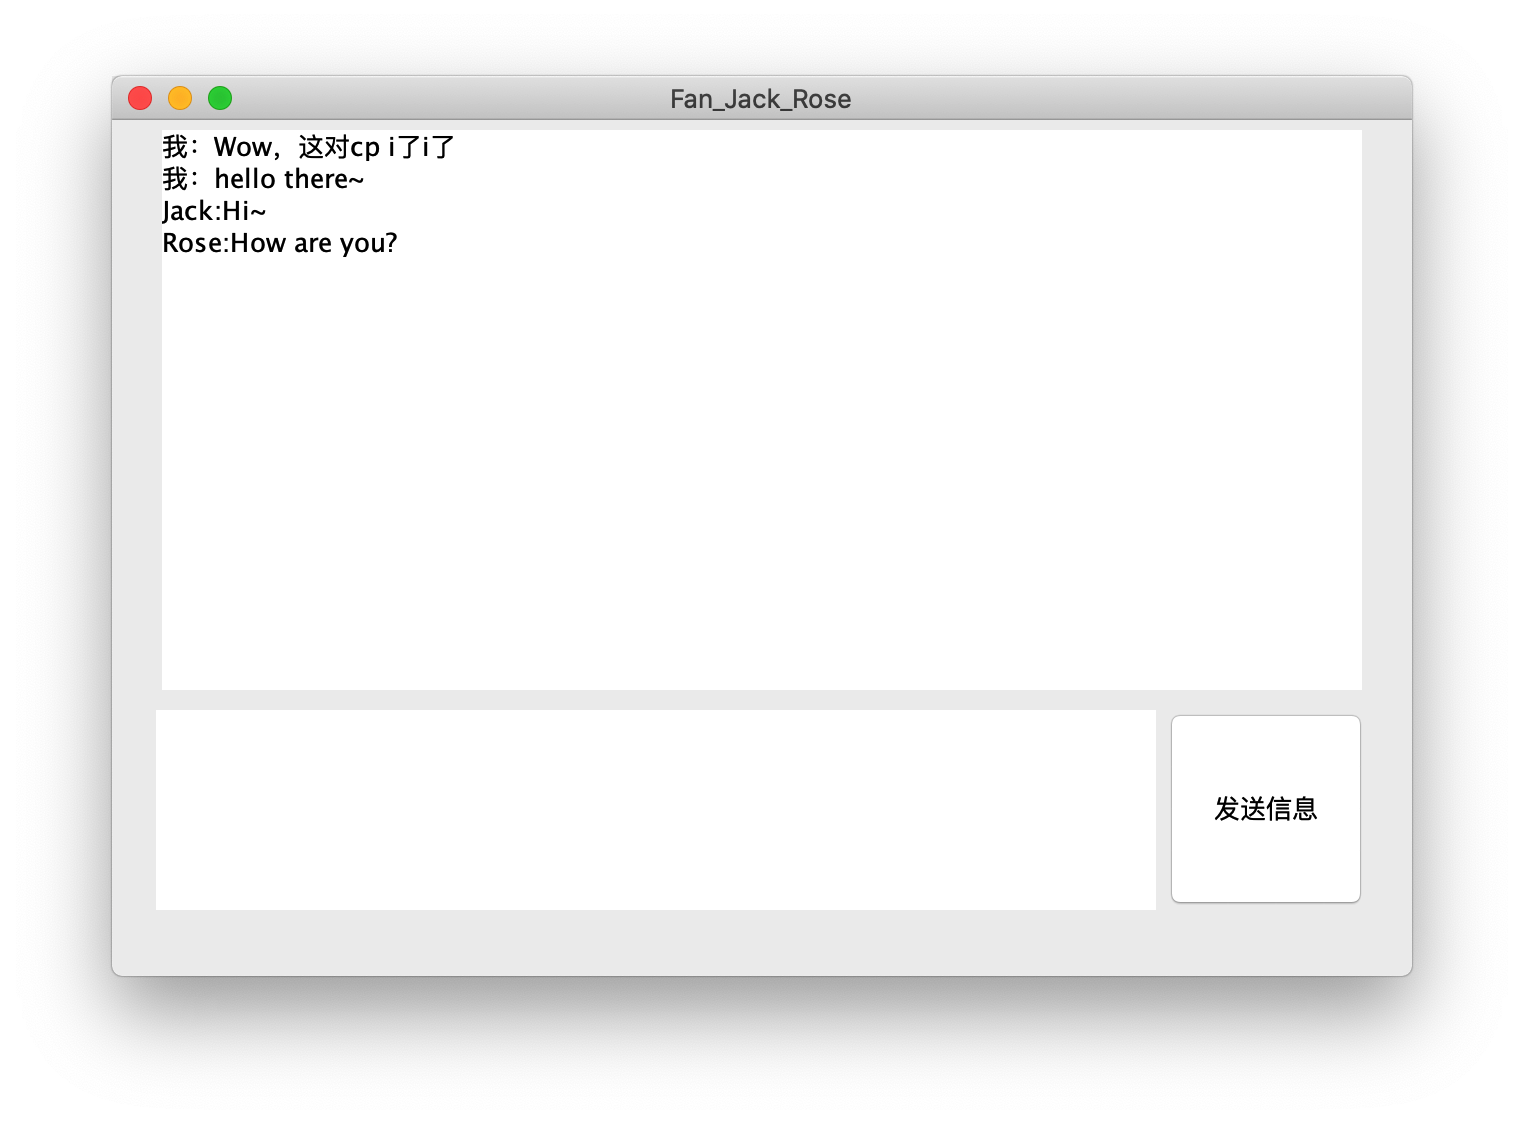 Fan_Jack_Rose
我：Wow，这对cp i了i了
我：hello there~
Jack:Hi~
Rose:How are you?
发送信息